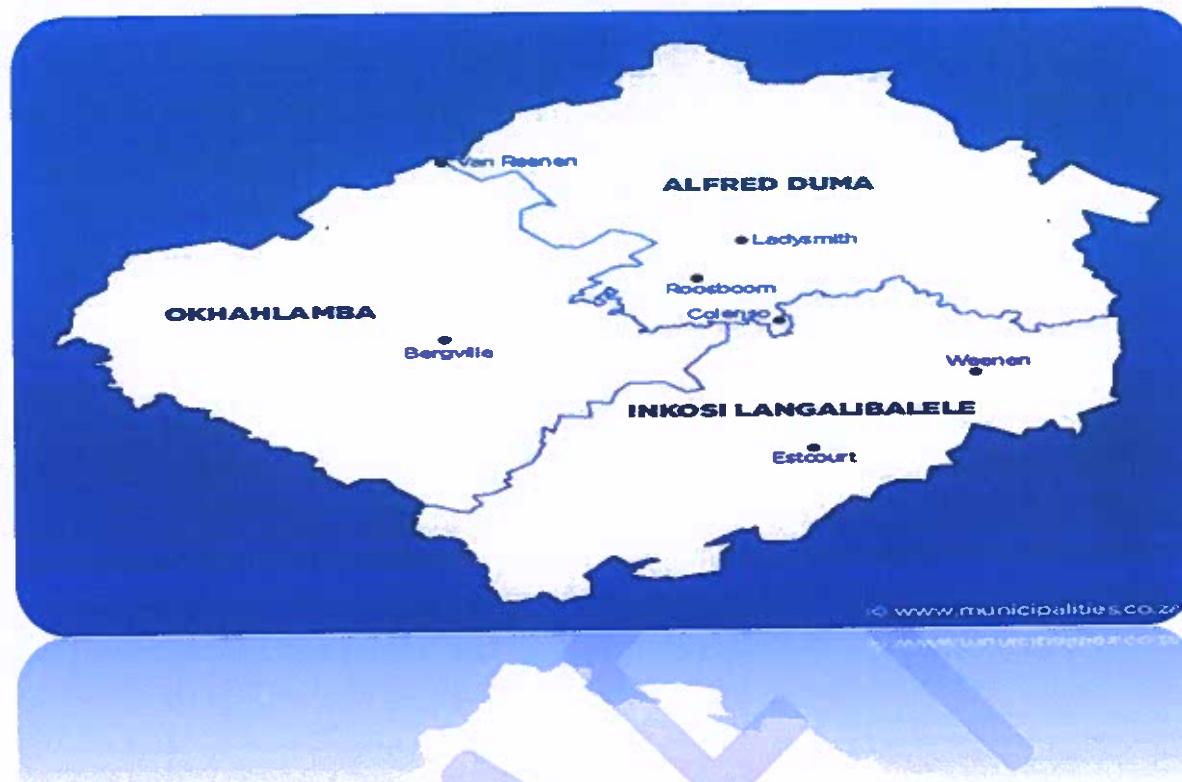 Van Reenen
ALFRED DUMA
Ladysmith
Roosboom
OKHAHLAMBA
Colenso
Bergville
Weenen
INKOSI LANGALIBALELE
Estcourt
© www.municipalities.co.za